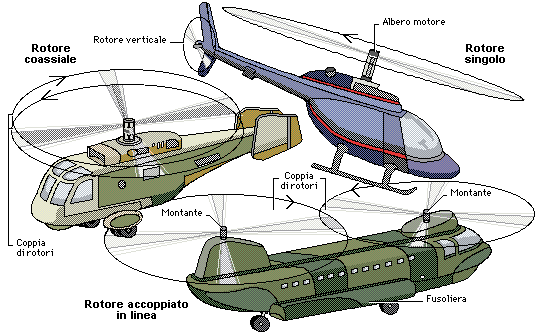 Rotore
coassiale
Rotore verticale
Albero motore
Rotore
singolo
Coppia
di rotori
Montante
Coppia
di rotori
Montante
Rotore accoppiato
in linea
Fusoliera